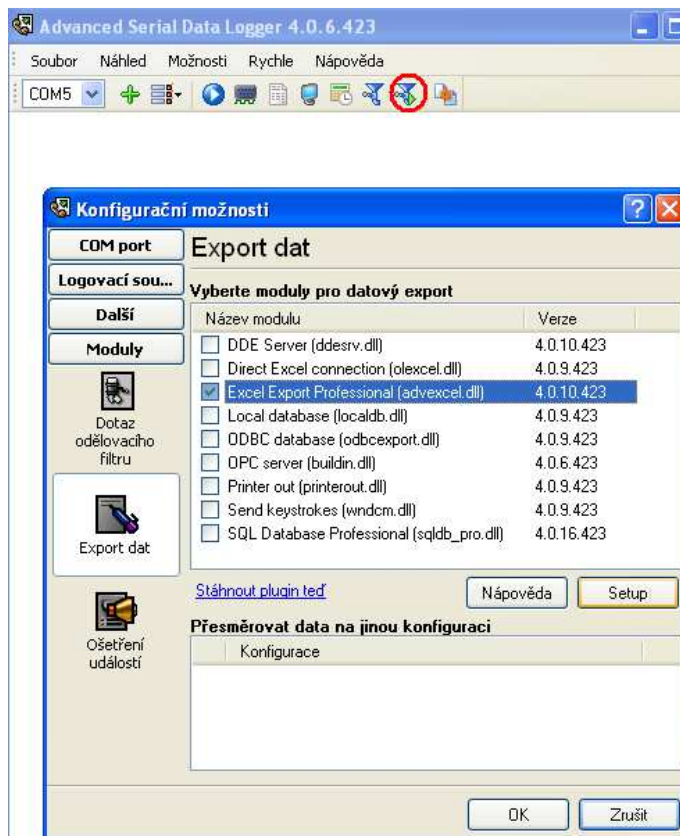 Advanced Serial Data Logger 4.0.6.423
Soubor Náhled Možnosti Rychle Nápověda
COM5
Konfigurační možnosti
COM port
Logovací sou...
Další
Moduly
Dotaz
odělovacího
filtru
Export dat
Ošetření
událostí
Export dat
Vyberte moduly pro datový export
Název modulu Verze
DDE Server (ddesrv.dll) 4.0.10.423
Direct Excel connection (olexcel.dll) 4.0.9.423
Excel Export Professional (advexcel.dll) 4.0.10.423
Local database (localdb.dll) 4.0.9.423
ODBC database (odbcexport.dll) 4.0.9.423
OPC server (buildin.dll) 4.0.6.423
Printer out (printerout.dll) 4.0.9.423
Send keystrokes (wndcm.dll) 4.0.9.423
SQL Database Professional (sqldb_pro.dll) 4.0.16.423
Stáhnout plugin teď Nápověda Setup
Přesměrovat data na jinou konfiguraci
Konfigurace
OK Zrušit